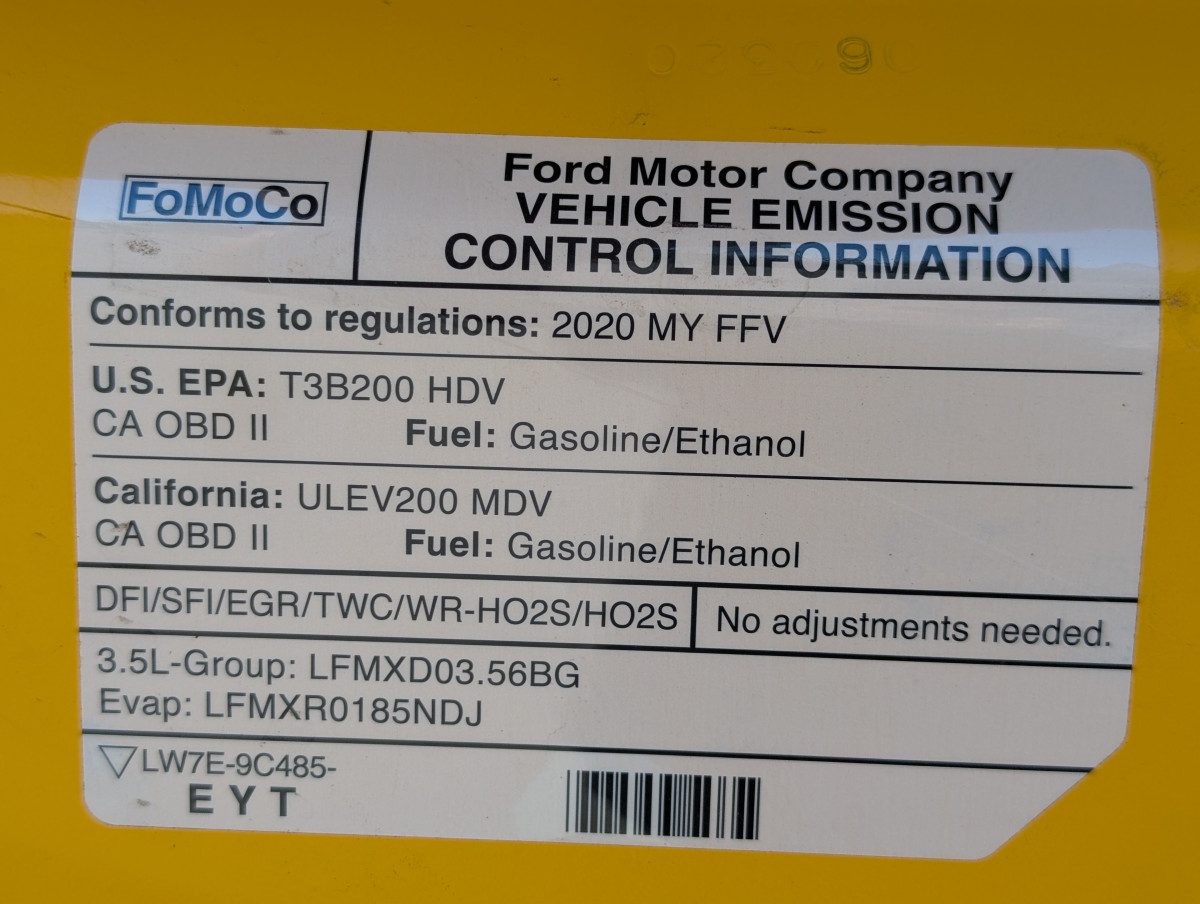 FoMoCo
Ford Motor Company
VEHICLE EMISSION
CONTROL INFORMATION
Conforms to regulations: 2020 MY FFV
U.S. EPA: T3B200 HDV
CA OBD II Fuel: Gasoline/Ethanol
California: ULEV200 MDV
CA OBD II Fuel: Gasoline/Ethanol
DFI/SFI/EGR/TWC/WR-HO2S/HO2S No adjustments needed.
3.5L-Group: LFMXD03.56BG
Evap: LFMXR0185NDJ
LW7E-9C485-
E Y T